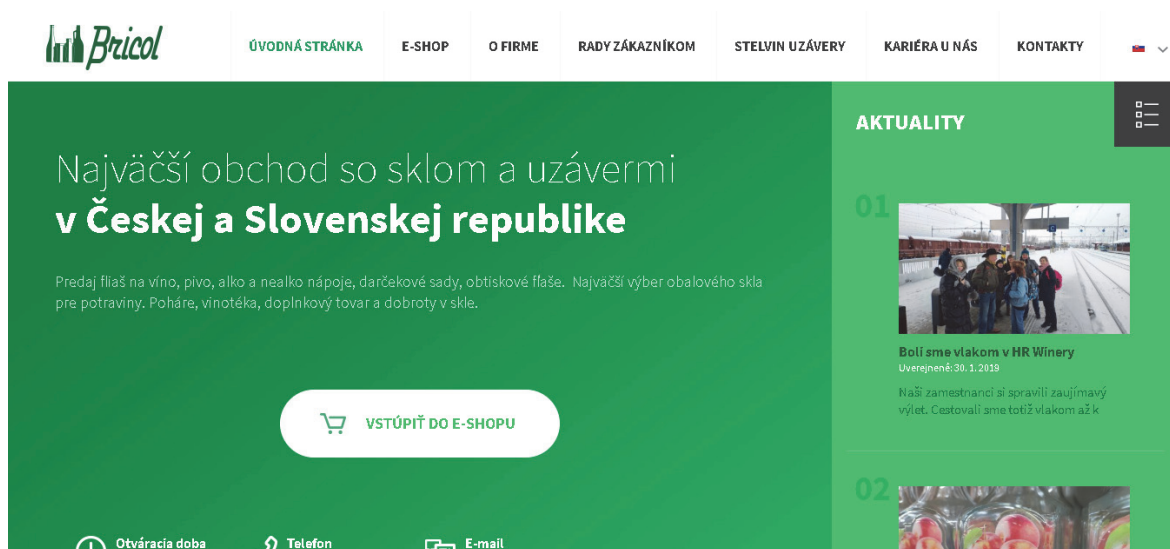 Bricol
ÚVODNÁ STRÁNKA
E-SHOP
O FIRME
RADY ZÁKAZNÍKOM
STELVIN UZÁVERY
KARIÉRA U NÁS
KONTAKTY
Najväčší obchod so sklom a uzávermi
v Českej a Slovenskej republike
Predaj fliaš na víno, pivo, alko a nealko nápoje, darčekové sady, obtiskové fľaše. Najväčší výber obalového skla
pre potraviny. Poháre, vinotéka, doplnkový tovar a dobroty v skle.
VSTÚPIŤ DO E-SHOPU
Otváracia doba
Telefon
E-mail
AKTUALITY
01
Bolí sme vlakom v HR Winery
Uverejnené: 30. 1. 2019
Naši zamestnanci si spravili zaujímavý
výlet. Cestovali sme totiž vlakom až k
02